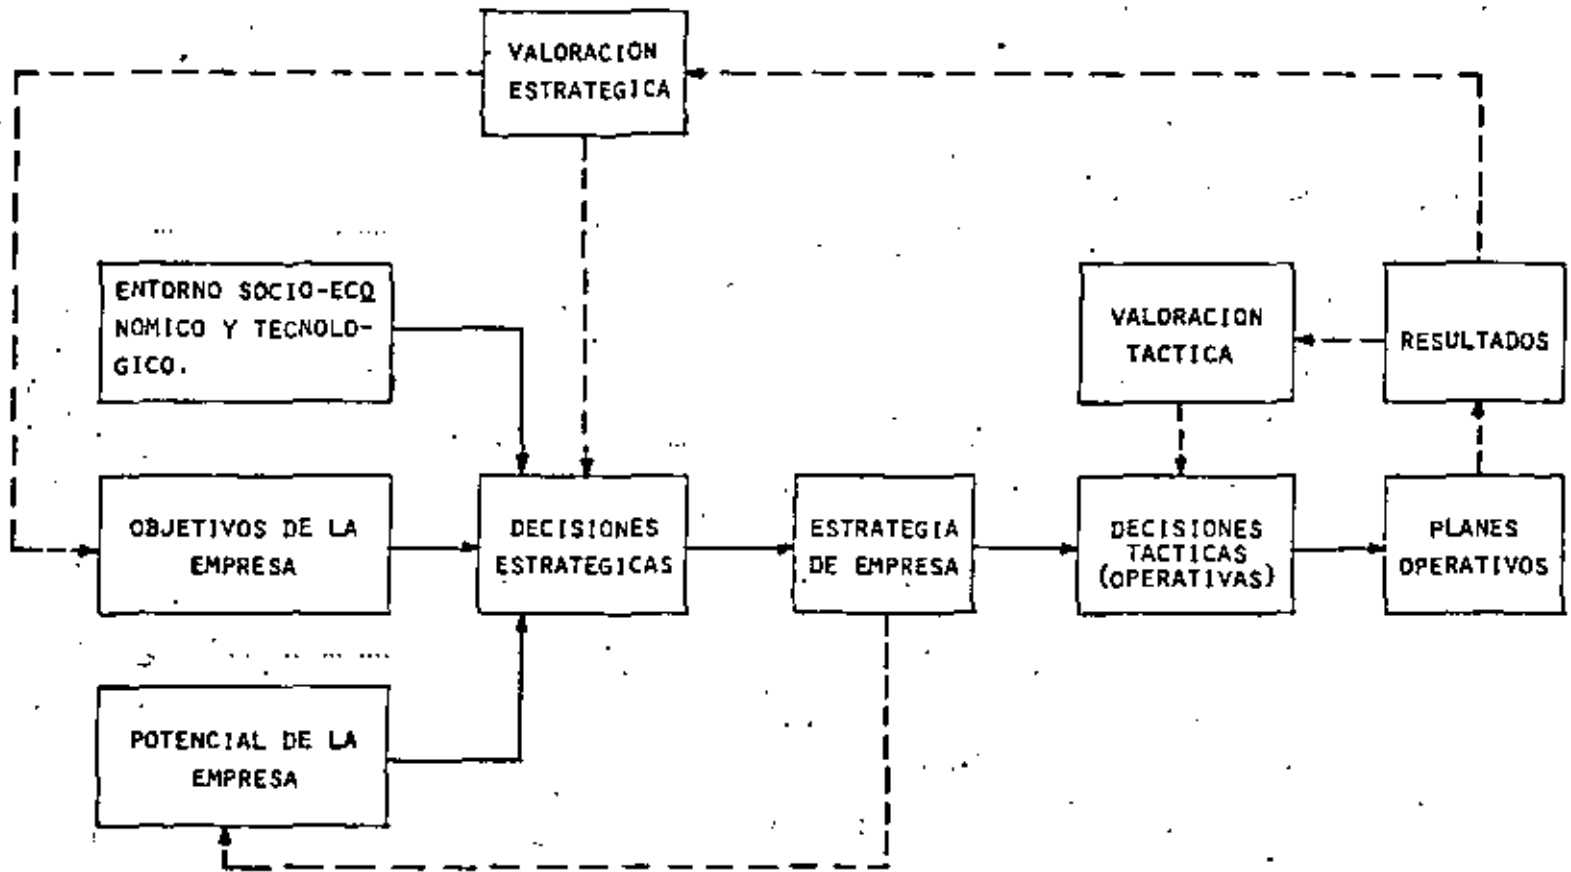 VALORACION
ESTRATEGICA
ENTORNO SOCIO-ECO
NOMICO Y TECNOLO-
GICO.
VALORACION
TACTICA
RESULTADOS
OBJETIVOS DE LA
EMPRESA
DECISIONES
ESTRATEGICAS
ESTRATEGIA
DE EMPRESA
DECISIONES
TACTICAS
(OPERATIVAS)
PLANES
OPERATIVOS
POTENCIAL DE LA
EMPRESA